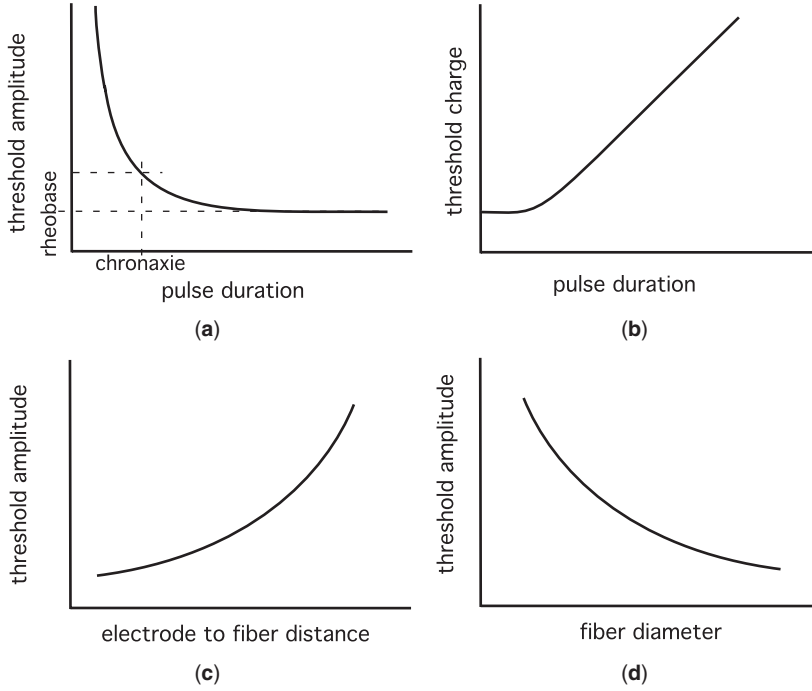 threshold amplitude
rheobase
chronaxie
pulse duration
(a)
threshold charge
pulse duration
(b)
threshold amplitude
electrode to fiber distance
(c)
threshold amplitude
fiber diameter
(d)